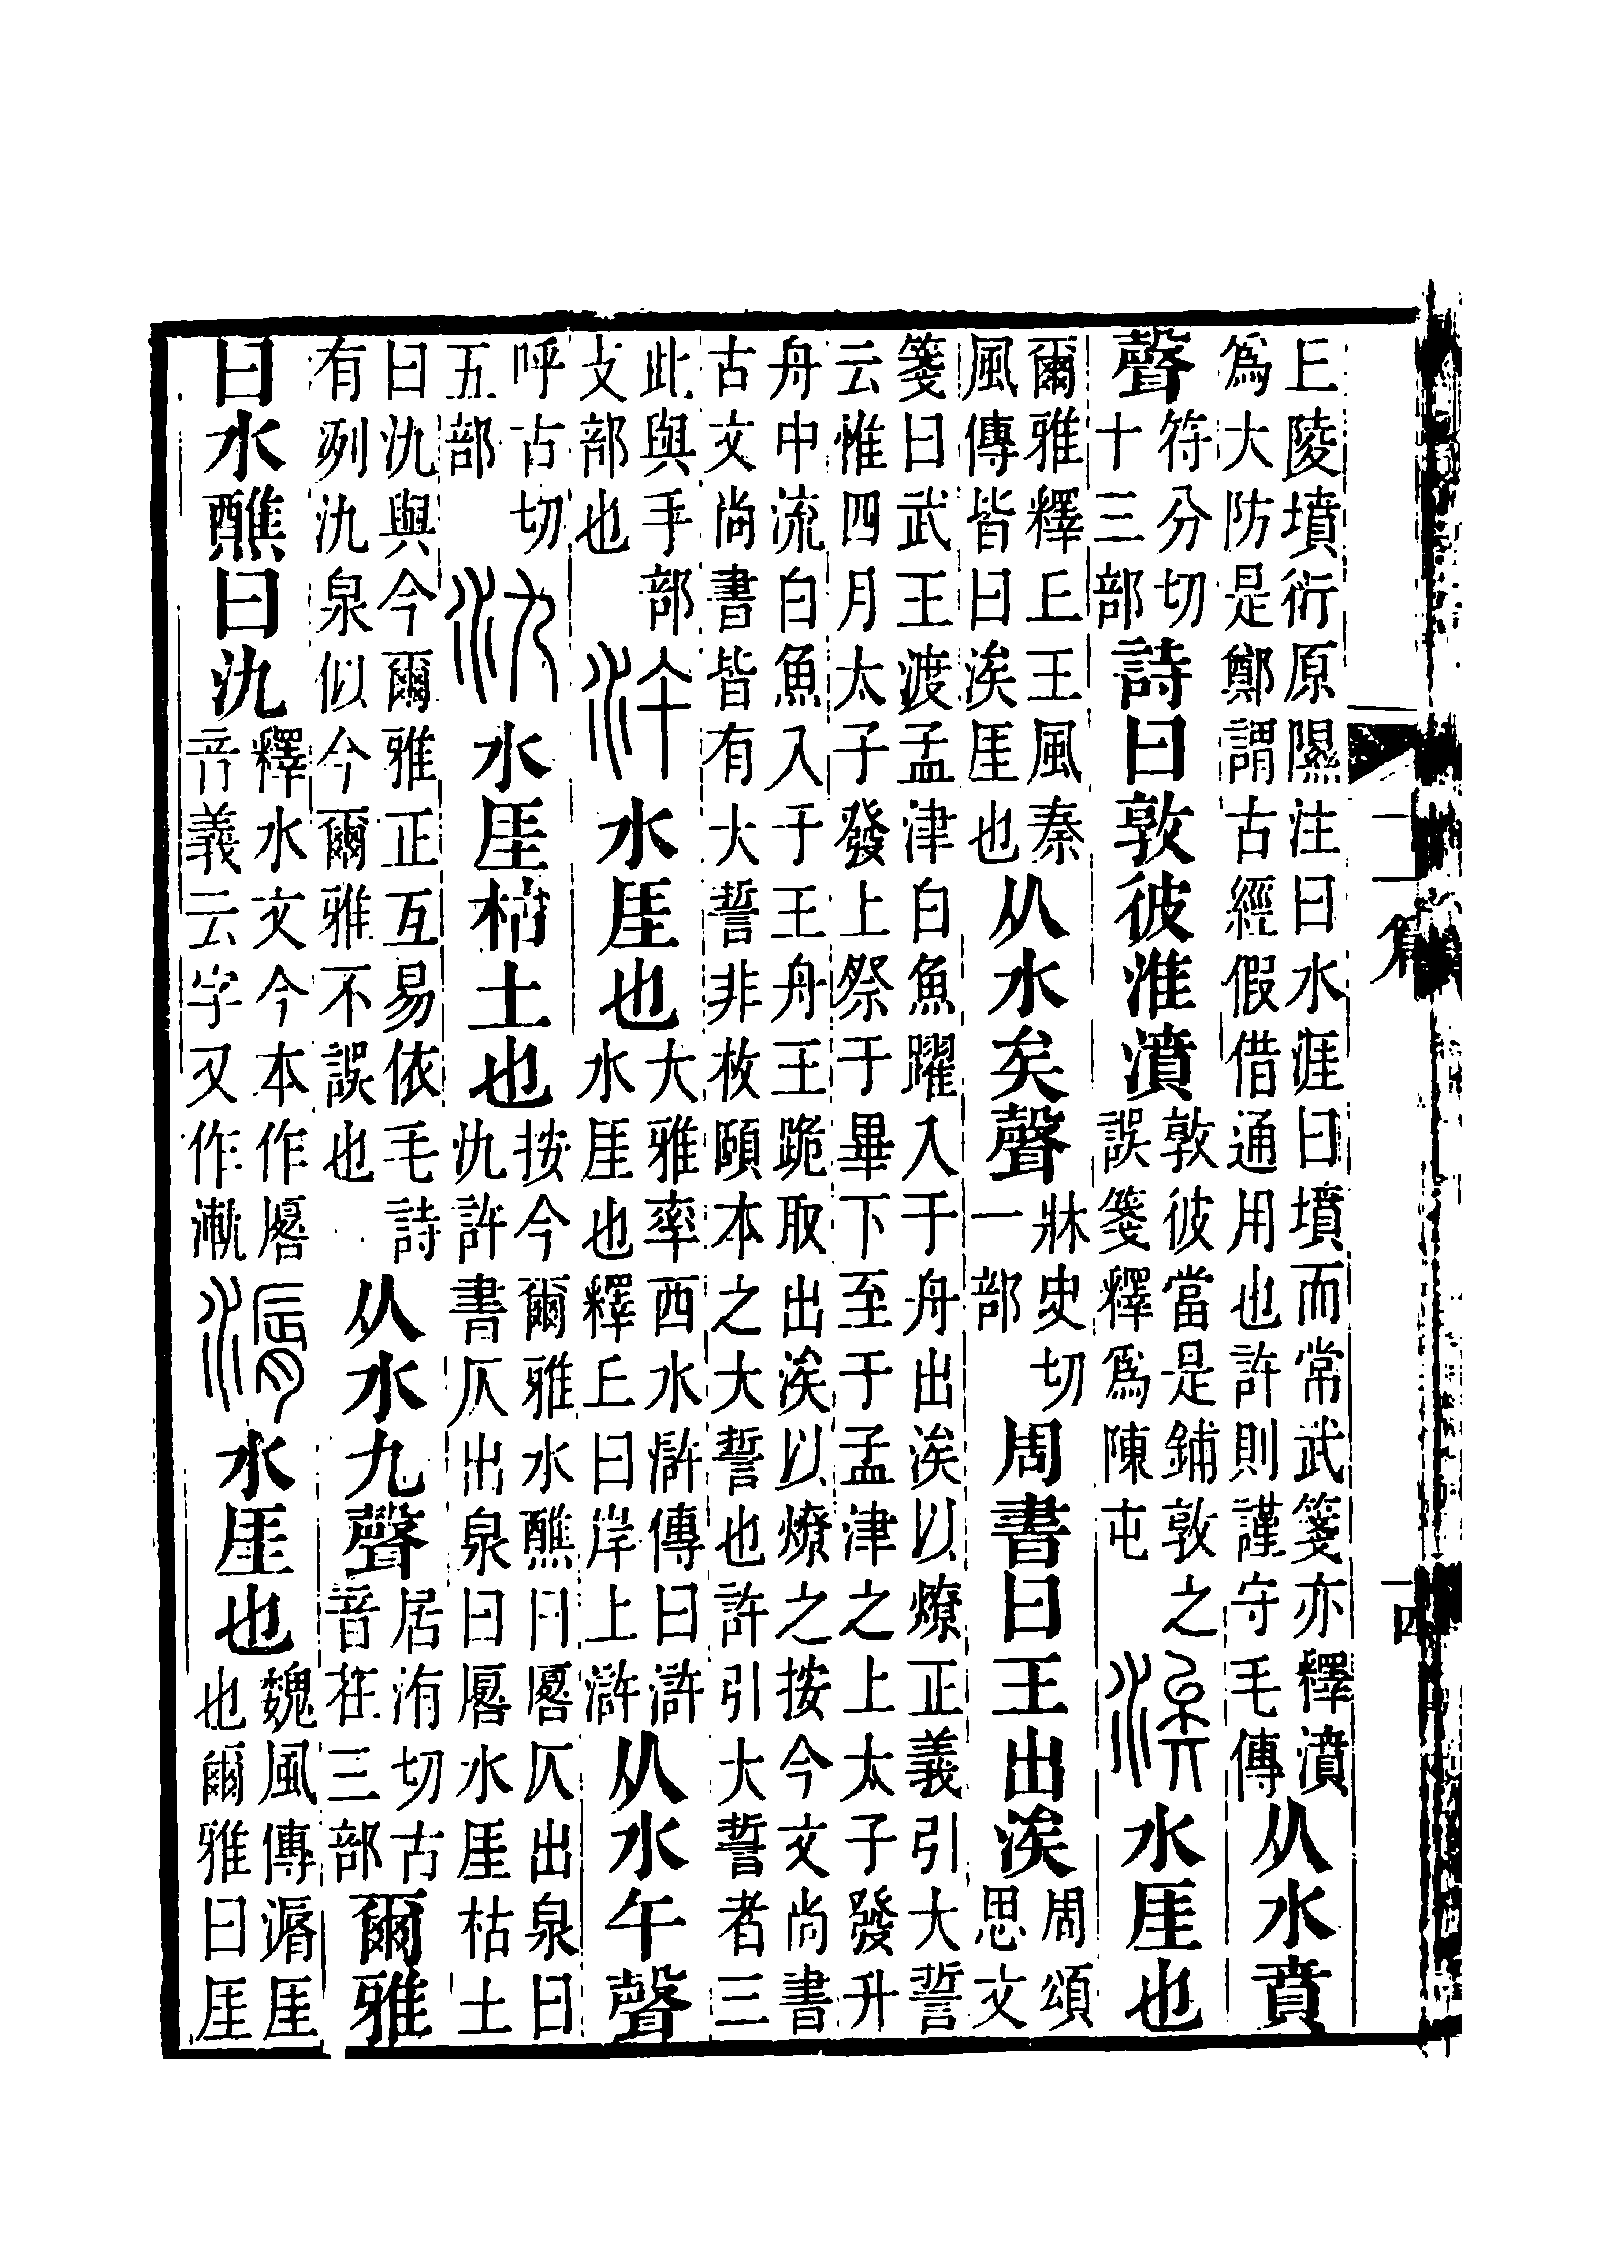 丄陵墳衍原隰注曰水涯曰墳而常武箋亦釋濆
爲大防是鄭謂古經假借通用也許則謹守毛傳
从水賁
聲
符分切
十三部
詩曰敦彼淮濆
敦彼當是鋪敦之
誤箋釋爲陳屯
涘水厓也
爾雅釋丄王風秦
風傳皆曰涘厓也
从水矣聲
牀史切
一部
周書曰王出涘
周頌
思文
箋曰武王渡孟津白魚躍入于舟出涘以燎正義引大誓
云惟四月太子發上祭于畢下至于孟津之上太子發升
舟中流白魚入于王舟王跪取出涘以燎之按今文尚書
古文尚書皆有大誓非枚頤本之大誓也許引大誓者三
此與手部
攴部也
汻水厓也
大雅率西水滸傳曰滸
水厓也釋丄曰岸上滸
从水午聲
呼古切
五部
氿水厓枯土也
按今爾雅水醮曰厬仄出泉曰
氿許書仄出泉曰厬水厓枯土
曰氿與今爾雅正互易依毛詩
有冽氿泉似今爾雅不誤也
从水九聲
居洧切古
音在三部
爾雅
曰水醮曰氿
釋水文今本作厬
音義云字又作漸
漘水厓也
魏風傳漘厓
也爾雅曰厓